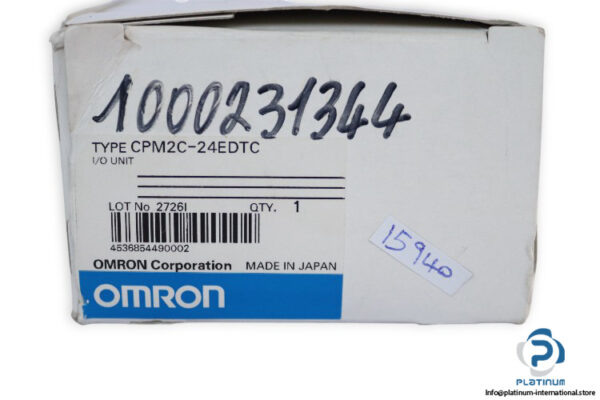 1000231344
TYPE CPM2C-24EDTC
I/O UNIT
LOT No 2726I QTY. 1
4536854490002
OMRON Corporation MADE IN JAPAN
OMRON
15940
PLATINUM
Info@platinum-international.store